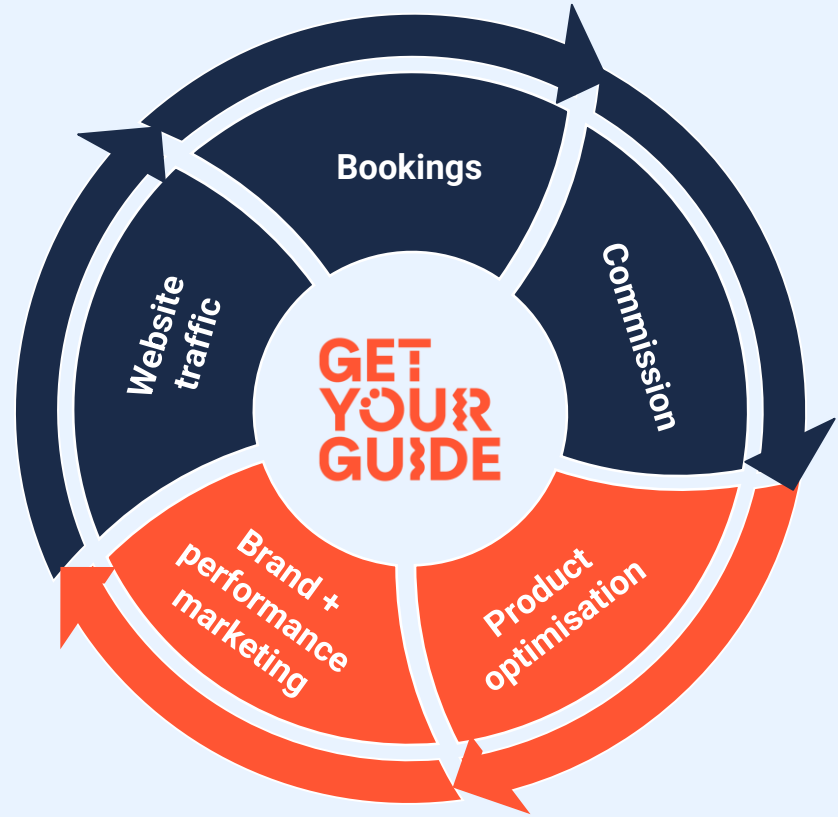 Bookings
Commission
Product
optimisation
Brand +
performance
marketing
Website
traffic
GET
YOUR
GUIDE